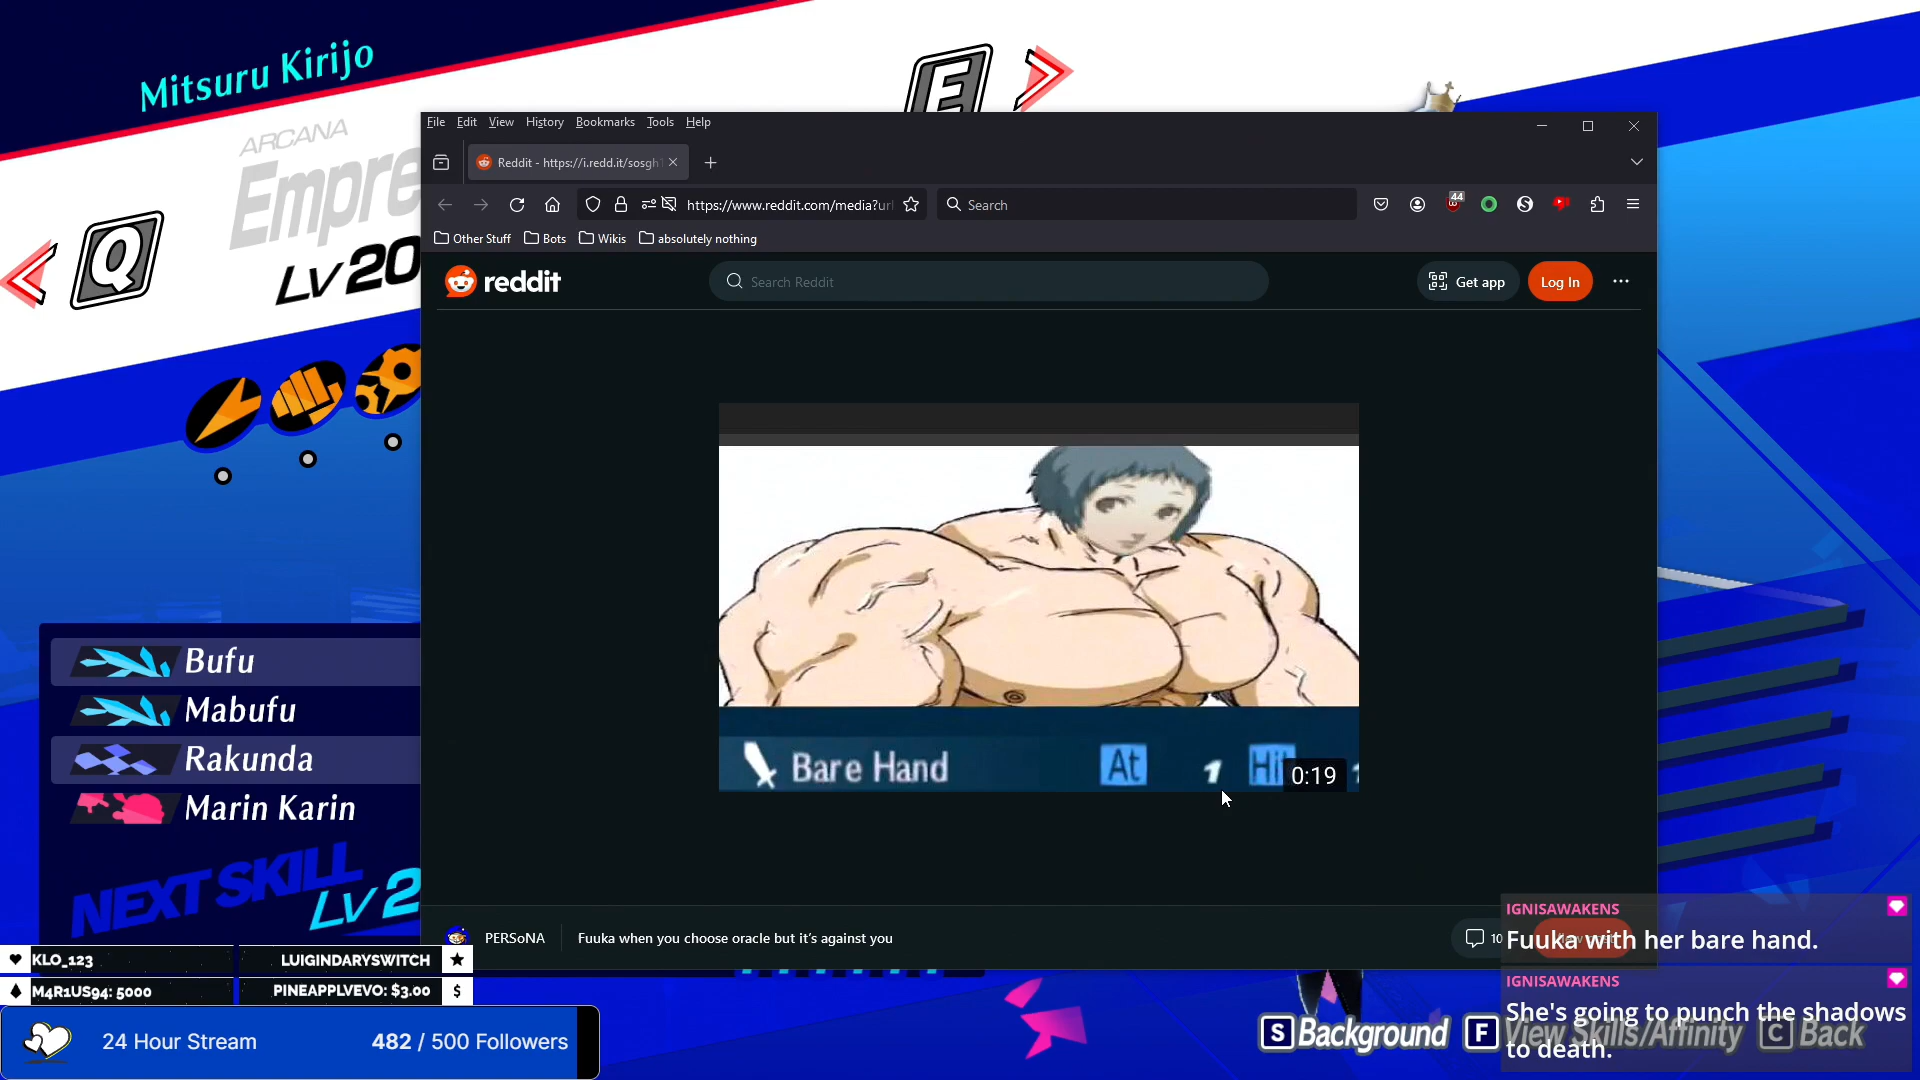 Mitsuru Kirijo
E
ARCANA
Empre
Q
Lv 20
File Edit View History Bookmarks Tools Help
Reddit - https://i.redd.it/sosgh
https://www.reddit.com/media?url
Search
44
Other Stuff Bots Wikis absolutely nothing
reddit
Search Reddit
Get app
Log In
Bufu
Mabufu
Rakunda
Marin Karin
NEXT SKILL
Lv 2
Bare Hand At 1 Hit
0:19
PERSoNA
Fuuka when you choose oracle but it's against you
10
IGNISAWAKENS
Fuuka with her bare hand.
IGNISAWAKENS
She's going to punch the shadows
to death.
KLO_123
LUIGINDARYSWITCH
M4R1US94: 5000
PINEAPPLVEVO: $3.00
$
24 Hour Stream
482 / 500 Followers
S Background F View Skills/Affinity C Back